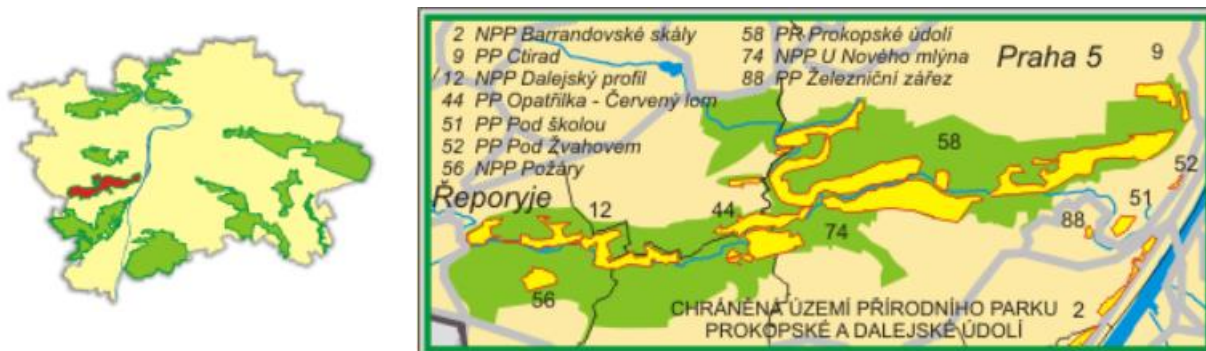 2 NPP Barrandovské skály
9 PP Ctirad
12 NPP Dalejský profil
44 PP Opatřilka - Červený lom
51 PP Pod školou
52 PP Pod Žvahovem
56 NPP Požáry
58 PR Prokopské údolí
74 NPP U Nového mlýna
88 PP Železniční zářez
Praha 5
9
58
52
Řeporyje
12
44
51
88
74
56
2
CHRÁNĚNÁ ÚZEMÍ PŘÍRODNÍHO PARKU
PROKOPSKÉ A DALEJSKÉ ÚDOLÍ